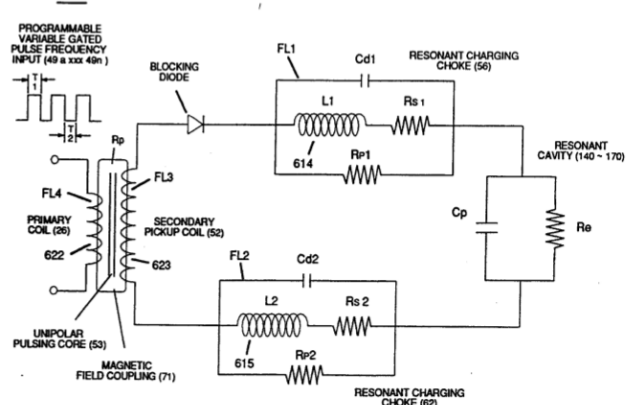 PROGRAMMABLE
VARIABLE GATED
PULSE FREQUENCY
INPUT (49 a xxx 49n)
T
1
T
2
BLOCKING
DIODE
FL1
Cd1
RESONANT CHARGING
CHOKE (56)
L1
Rs 1
614
Rp1
Rp
FL4
FL3
PRIMARY
COIL (26)
622
SECONDARY
PICKUP COIL (52)
623
RESONANT
CAVITY (140 ~ 170)
Cp
Re
FL2
Cd2
L2
Rs 2
615
Rp2
UNIPOLAR
PULSING CORE (53)
MAGNETIC
FIELD COUPLING (71)
RESONANT CHARGING
CHOKE (62)